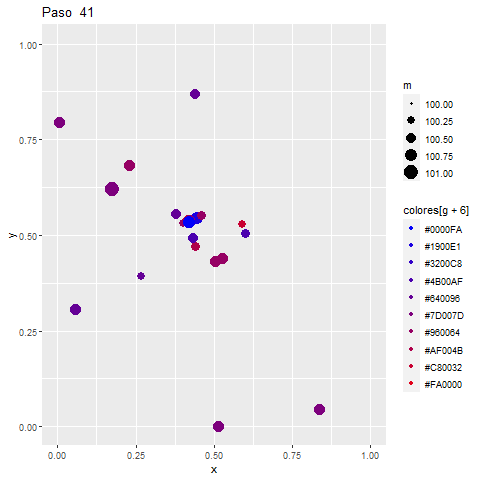 Paso 41
1.00
0.75
0.50
0.25
0.00
y
0.00
0.25
0.50
0.75
1.00
x
m
100.00
100.25
100.50
100.75
101.00
colores[g + 6]
#0000FA
#1900E1
#3200C8
#4B00AF
#640096
#7D007D
#960064
#AF004B
#C80032
#FA0000